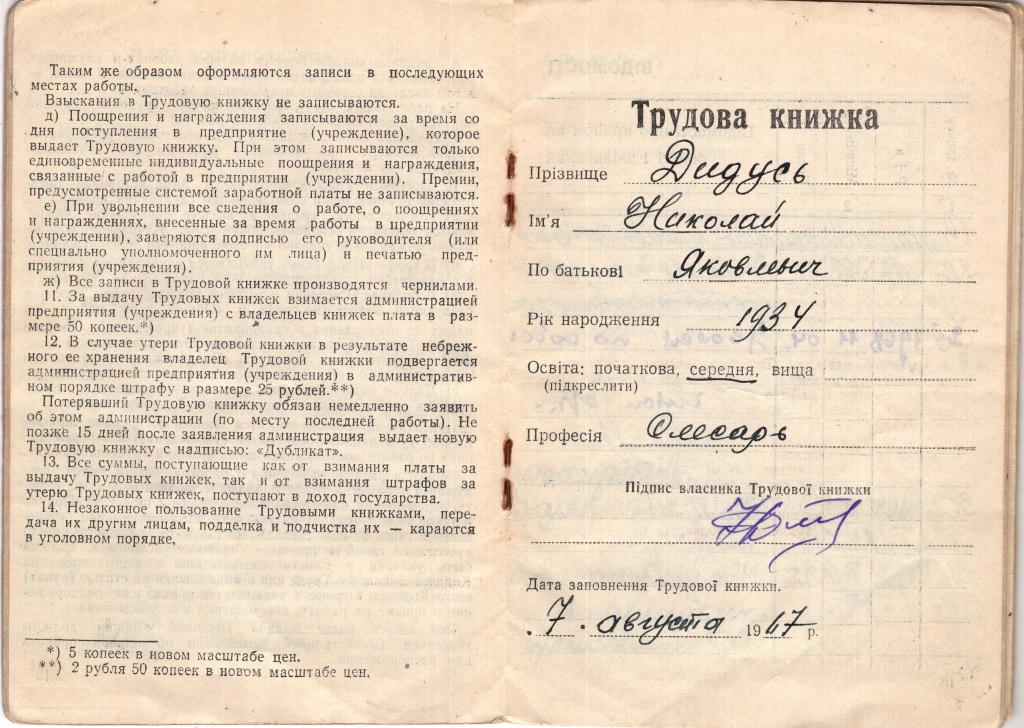 Таким же образом оформляются записи в последующих
местах работы.
Взыскания в Трудовую книжку не записываются.
д) Поощрения и награждения записываются за время со
дня поступления в предприятие (учреждение), которое
выдает Трудовую книжку. При этом записываются только
единовременные индивидуальные поощрения и награждения,
связанные с работой в предприятии (учреждении). Премии,
предусмотренные системой заработной платы не записываются.
е) При увольнении все сведения о работе, о поощрениях
и награждениях, внесенные за время работы в предприятии
(учреждении), заверяются подписью его руководителя (или
специально уполномоченного им лица) и печатью пред-
приятия (учреждения).
ж) Все записи в Трудовой книжке производятся чернилами.
11. За выдачу Трудовых книжек взимается администрацией
предприятия (учреждения) с владельцев книжек плата в раз-
мере 50 копеек.*)
12. В случае утери Трудовой книжки в результате небреж-
ного ее хранения владелец Трудовой книжки подвергается
администрацией предприятия (учреждения) в административ-
ном порядке штрафу в размере 25 рублей.**)
Потерявший Трудовую книжку обязан немедленно заявить
об этом администрации (по месту последней работы). Не
позже 15 дней после заявления администрация выдает новую
Трудовую книжку с надписью: «Дубликат».
13. Все суммы, поступающие как от взимания платы за
выдачу Трудовых книжек, так и от взимания штрафов за
утерю Трудовых книжек, поступают в доход государства.
14. Незаконное пользование Трудовыми книжками, пере-
дача их другим лицам, подделка и подчистка их — караются
в уголовном порядке.
*) 5 копеек в новом масштабе цен.
**) 2 рубля 50 копеек в новом масштабе цен.
Трудова книжка
Прізвище Дидусь
Ім'я Николай
По батькові Яковлевич
Рік народження 1934
Освіта: початкова, середня, вища
(підкреслити)
Професія Слесарь
Підпис власника Трудової книжки
Дата заповнення Трудової книжки.
7 августа 19 р.